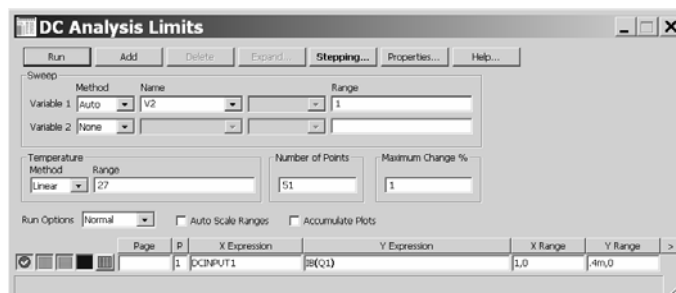 DC Analysis Limits
Run Add Delete Expand... Stepping... Properties... Help...
Sweep
Method Name Range
Variable 1 Auto V2 1
Variable 2 None
Temperature Number of Points Maximum Change %
Method Range
Linear 27 51 1
Run Options Normal Auto Scale Ranges Accumulate Plots
Page P X Expression Y Expression X Range Y Range >
1 DCINPUT1 IB(Q1) 1,0 .4m,0